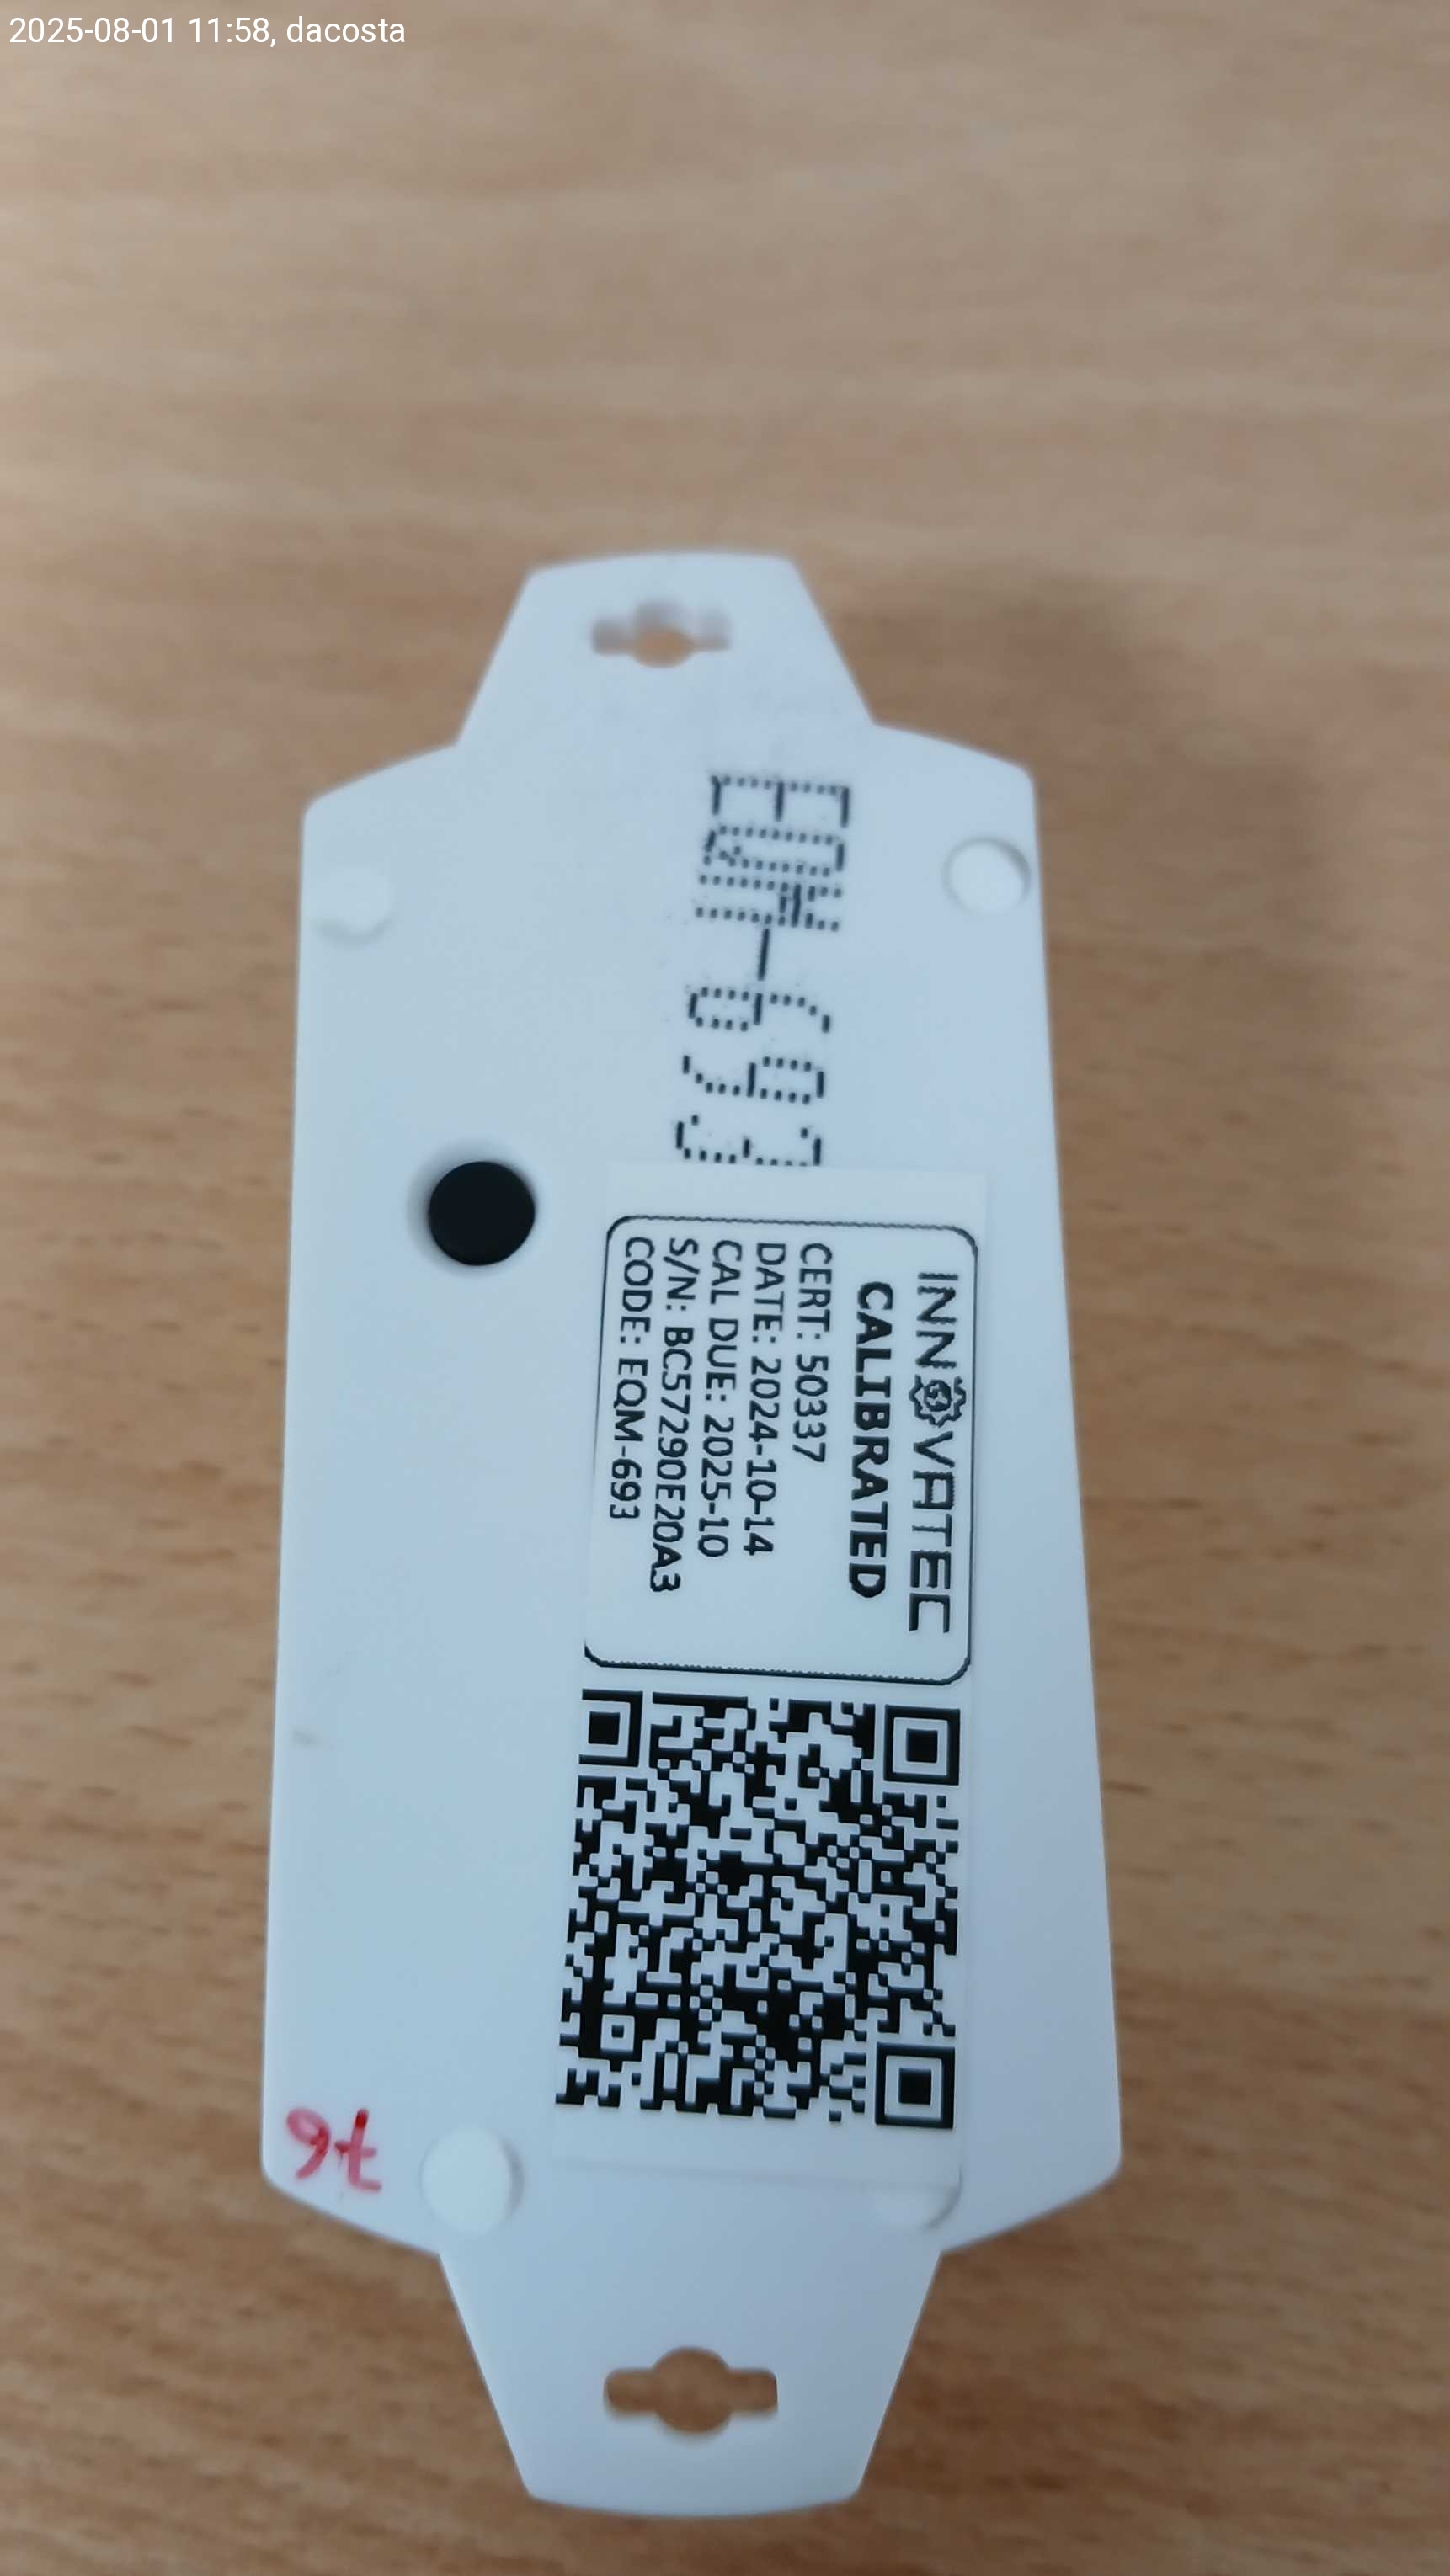 2025-08-01 11:58, dacosta
EQM-693
INNOVATEC
CALIBRATED
CERT: 50337
DATE: 2024-10-14
CAL DUE: 2025-10
S/N: BC57290E20A3
CODE: EQM-693